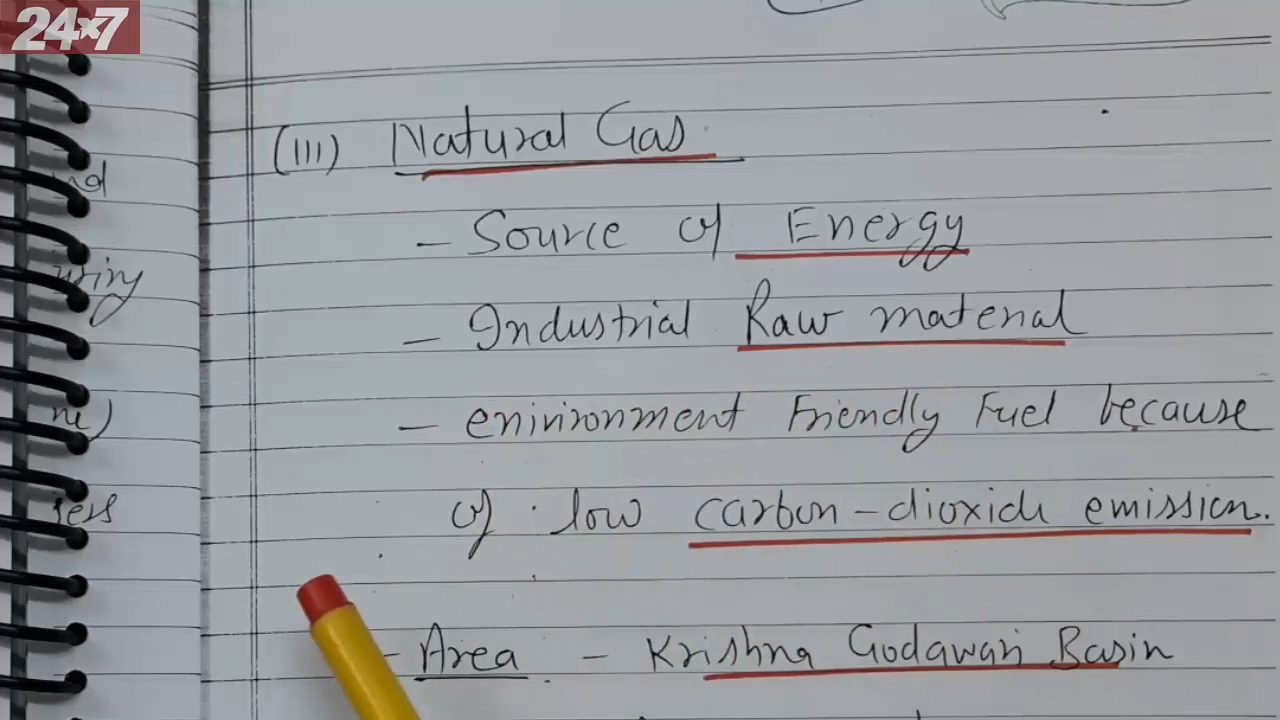 24x7
(III) Natural Gas
- Source of Energy
- Industrial Raw material
- enivironment Friendly Fuel because
of low carbon-dioxide emission.
- Area - Krishna Godawari Basin